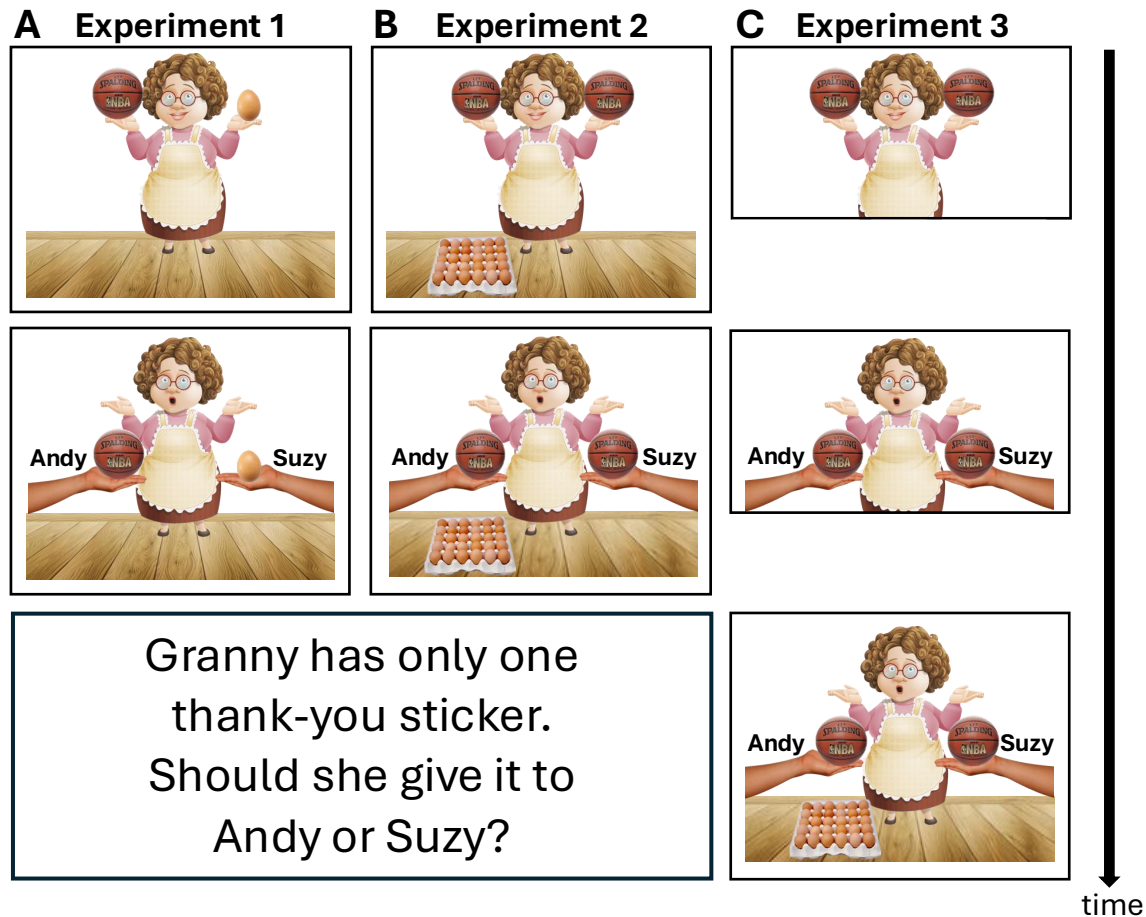 A Experiment 1
B Experiment 2
C Experiment 3
SPALDING
NBA
SPALDING
NBA
SPALDING
NBA
SPALDING
NBA
SPALDING
NBA
Andy
SPALDING
NBA
Suzy
Andy
SPALDING
NBA
SPALDING
NBA
Suzy
Andy
SPALDING
NBA
SPALDING
NBA
Suzy
Granny has only one
thank-you sticker.
Should she give it to
Andy or Suzy?
Andy
SPALDING
NBA
SPALDING
NBA
Suzy
time